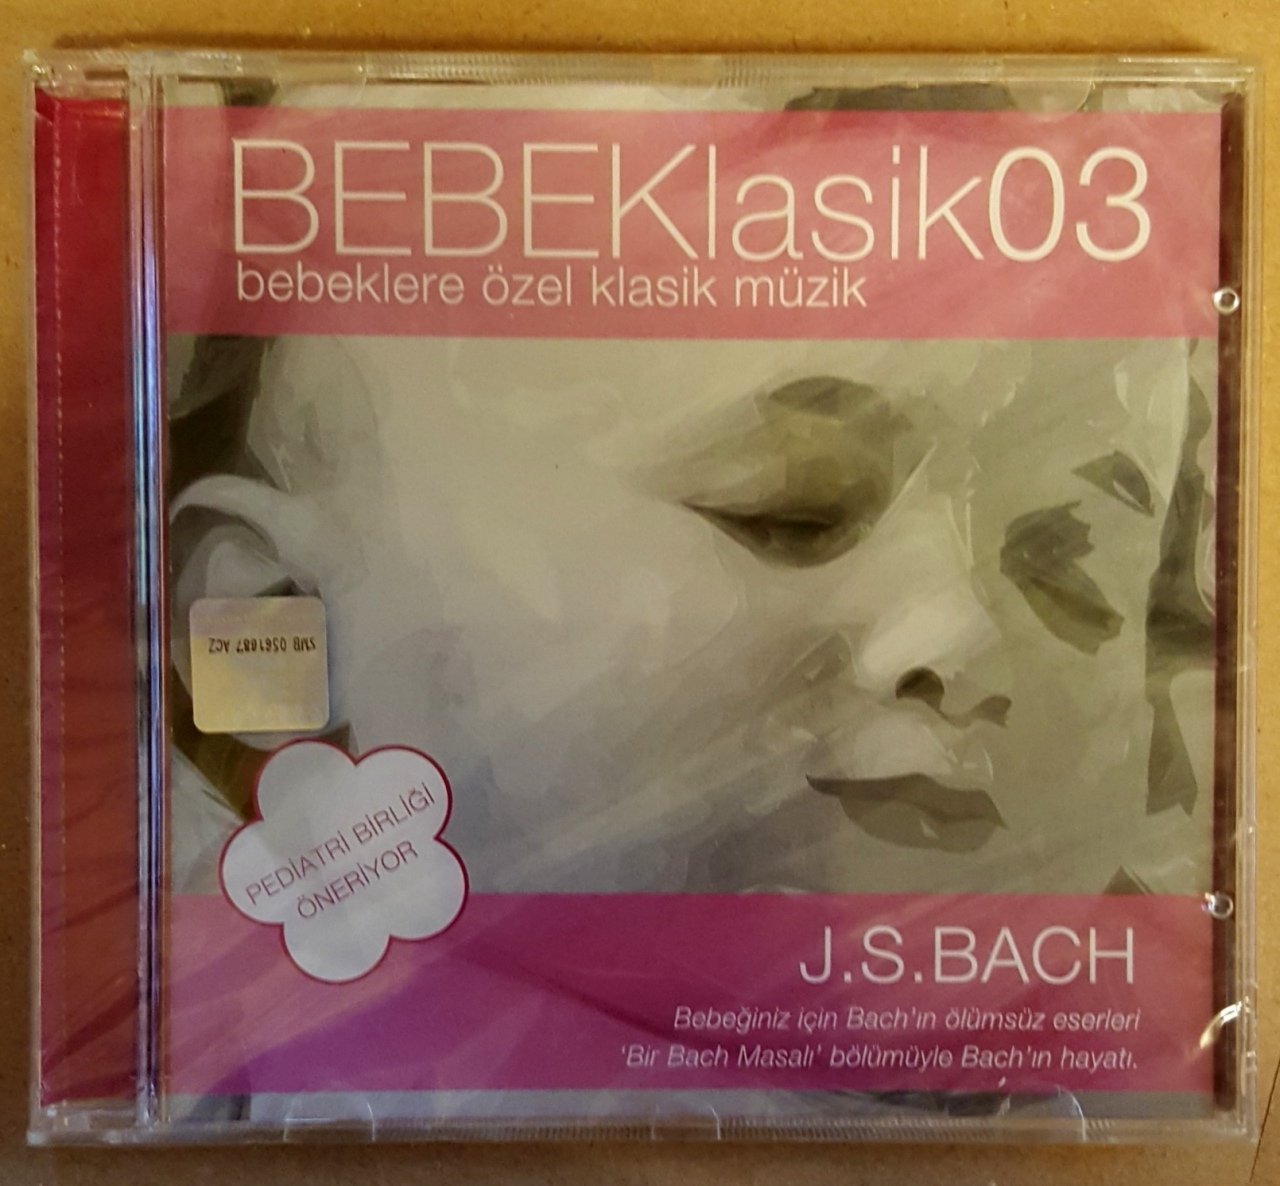 BEBEKlasik03
bebeklere özel klasik müzik
SMB 0561687 ACZ
PEDİATRİ BİRLİĞİ
ÖNERİYOR
J.S.BACH
Bebeğiniz için Bach'ın ölümsüz eserleri
'Bir Bach Masalı' bölümüyle Bach'ın hayatı.